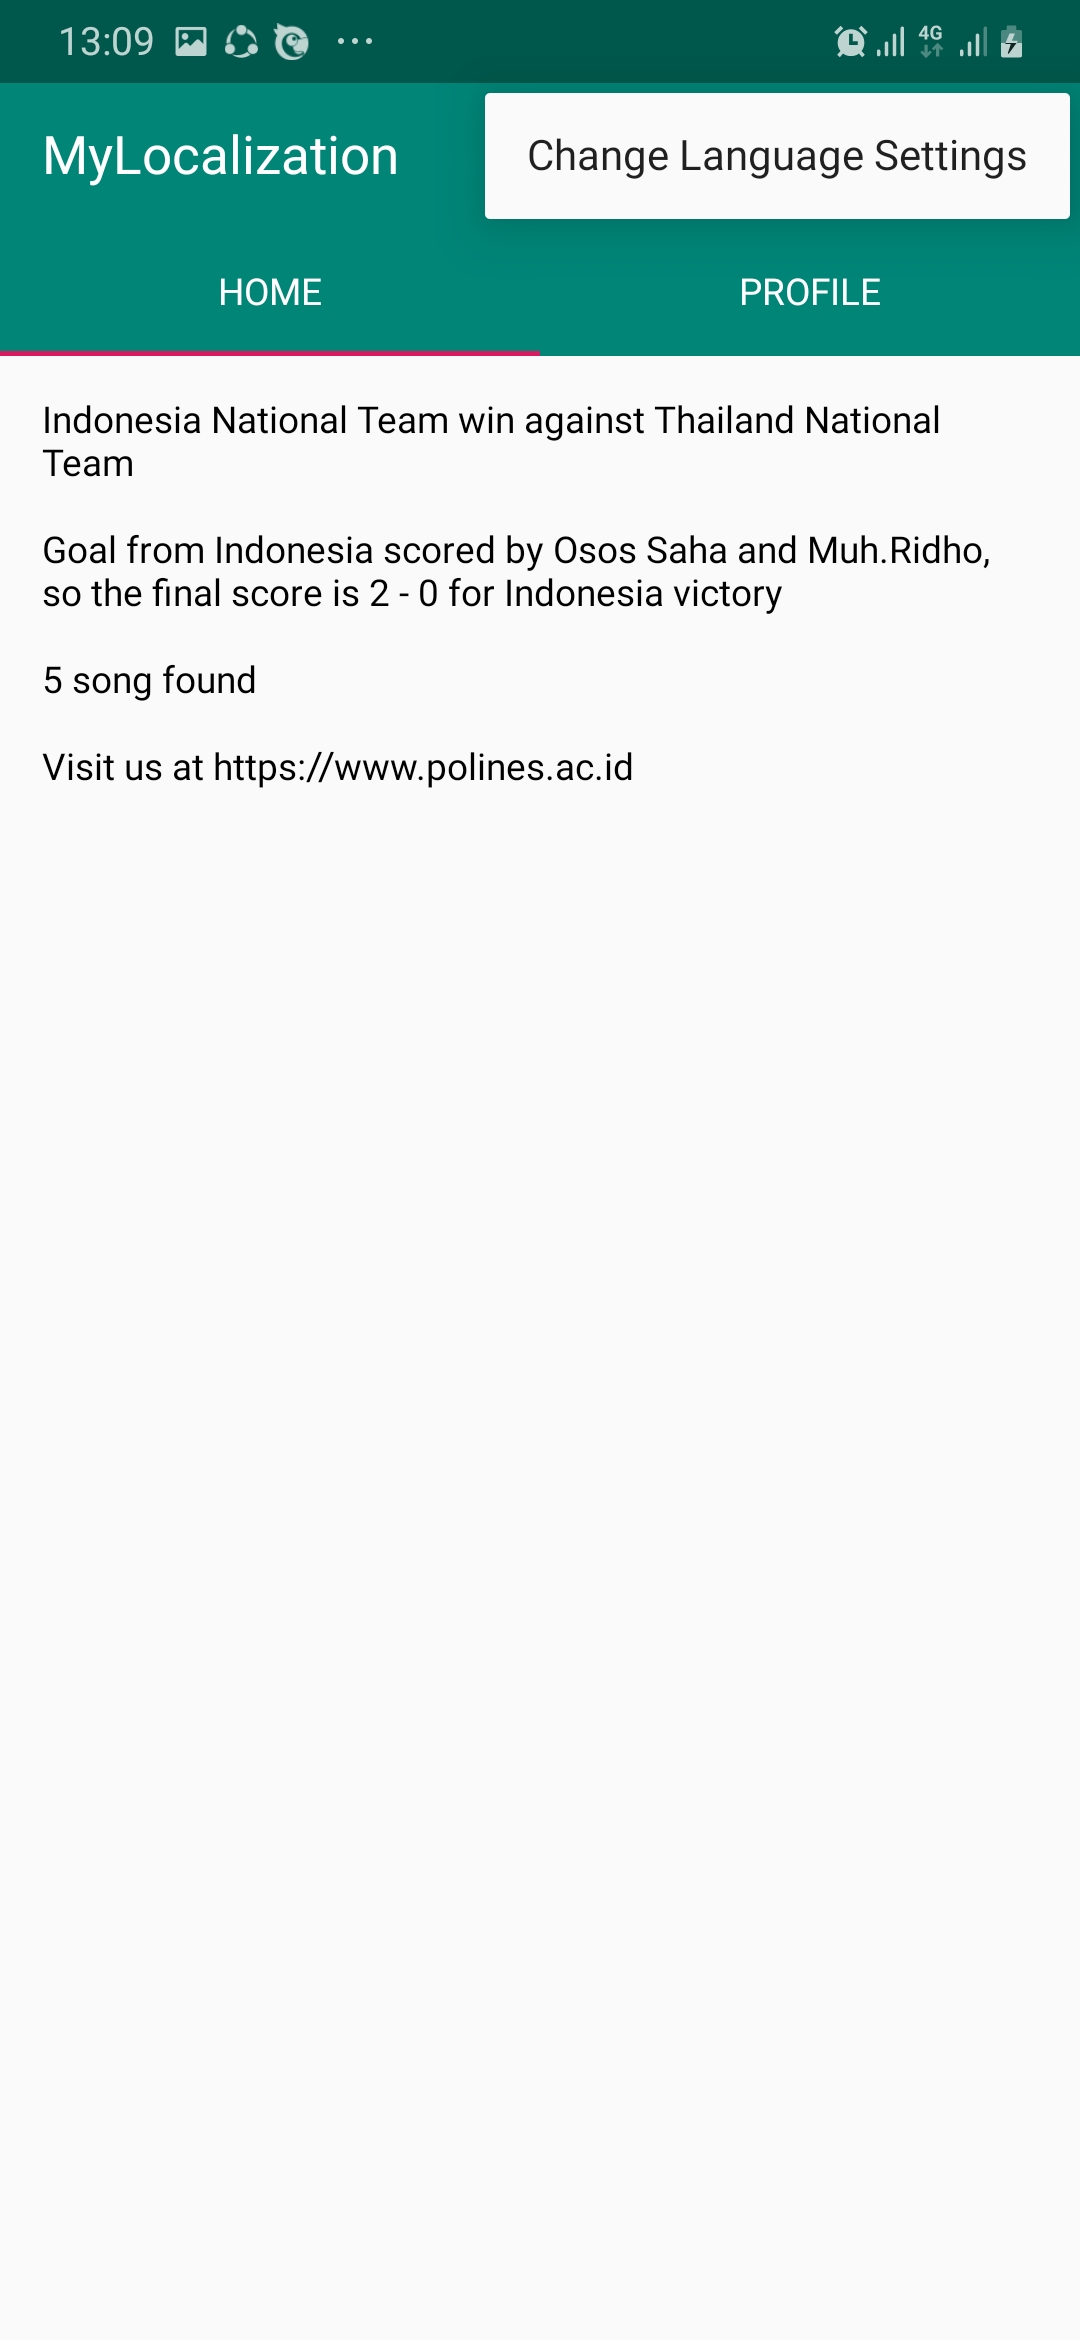 13:09
4G
MyLocalization
Change Language Settings
HOME
PROFILE
Indonesia National Team win against Thailand National
Team
Goal from Indonesia scored by Osos Saha and Muh.Ridho,
so the final score is 2 - 0 for Indonesia victory
5 song found
Visit us at https://www.polines.ac.id